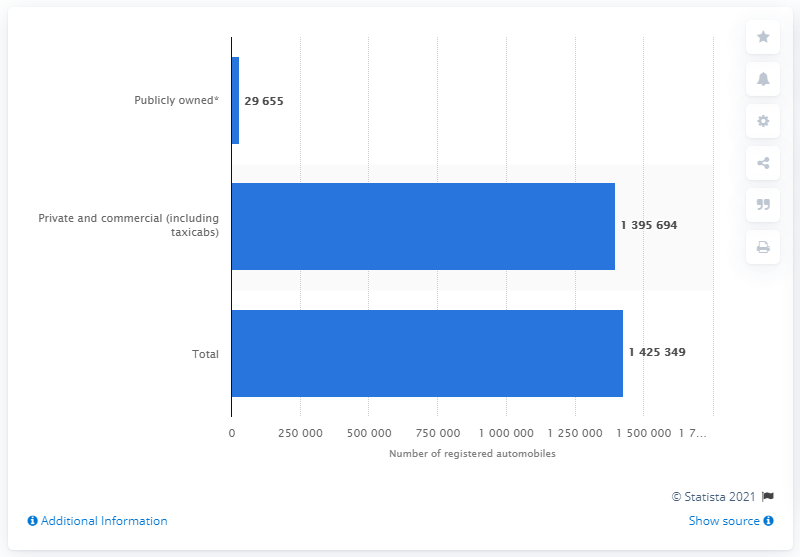 Publicly owned*
29 655
Private and commercial (including
taxicabs)
1 395 694
Total
1 425 349
0 250 000 500 000 750 000 1 000 000 1 250 000 1 500 000 1 7...
Number of registered automobiles
© Statista 2021
Additional Information
Show source